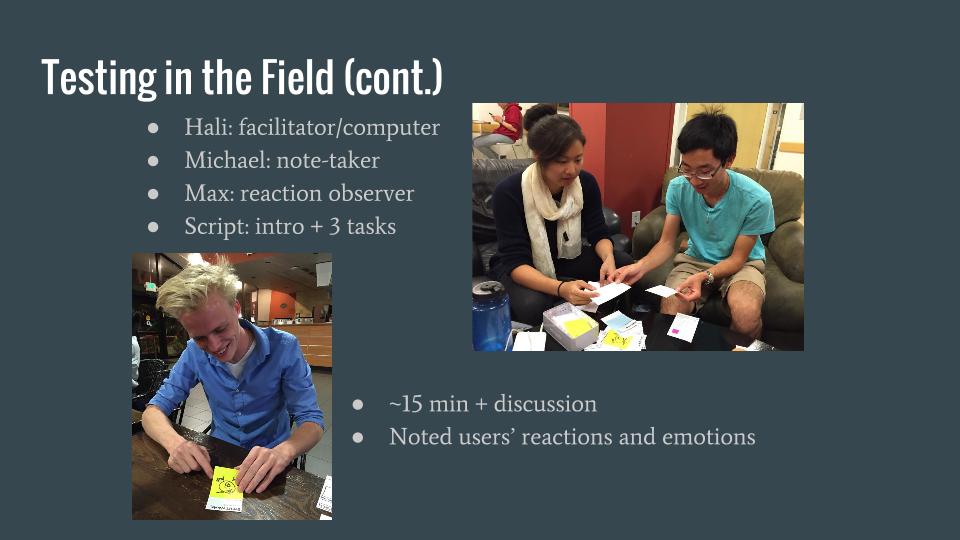 Testing in the Field (cont.)
● Hali: facilitator/computer
● Michael: note-taker
● Max: reaction observer
● Script: intro + 3 tasks
● ~15 min + discussion
● Noted users’ reactions and emotions